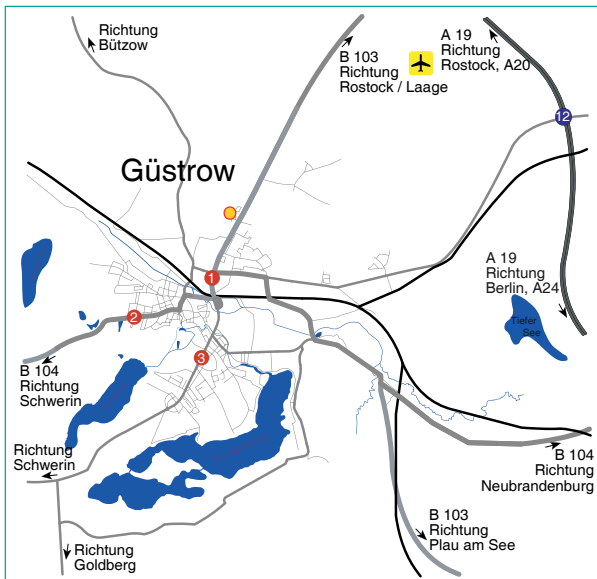 Richtung
Bützow
B 103
Richtung
Rostock / Laage
A 19
Richtung
Rostock, A20
12
Güstrow
1
A 19
Richtung
Berlin, A24
Tiefer
See
2
3
B 104
Richtung
Schwerin
Richtung
Schwerin
B 104
Richtung
Neubrandenburg
B 103
Richtung
Plau am See
Richtung
Goldberg